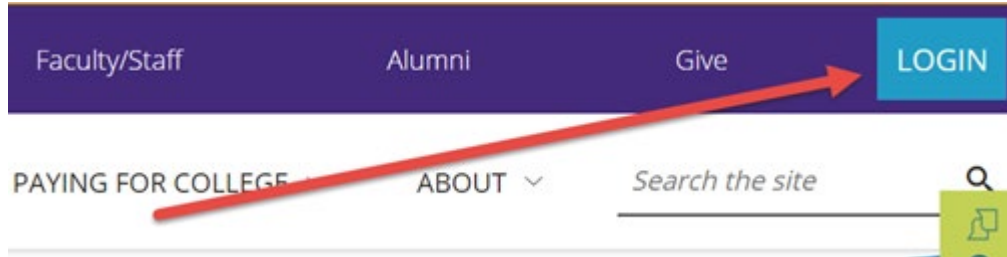 Faculty/Staff Alumni Give LOGIN
PAYING FOR COLLEGE ABOUT Search the site